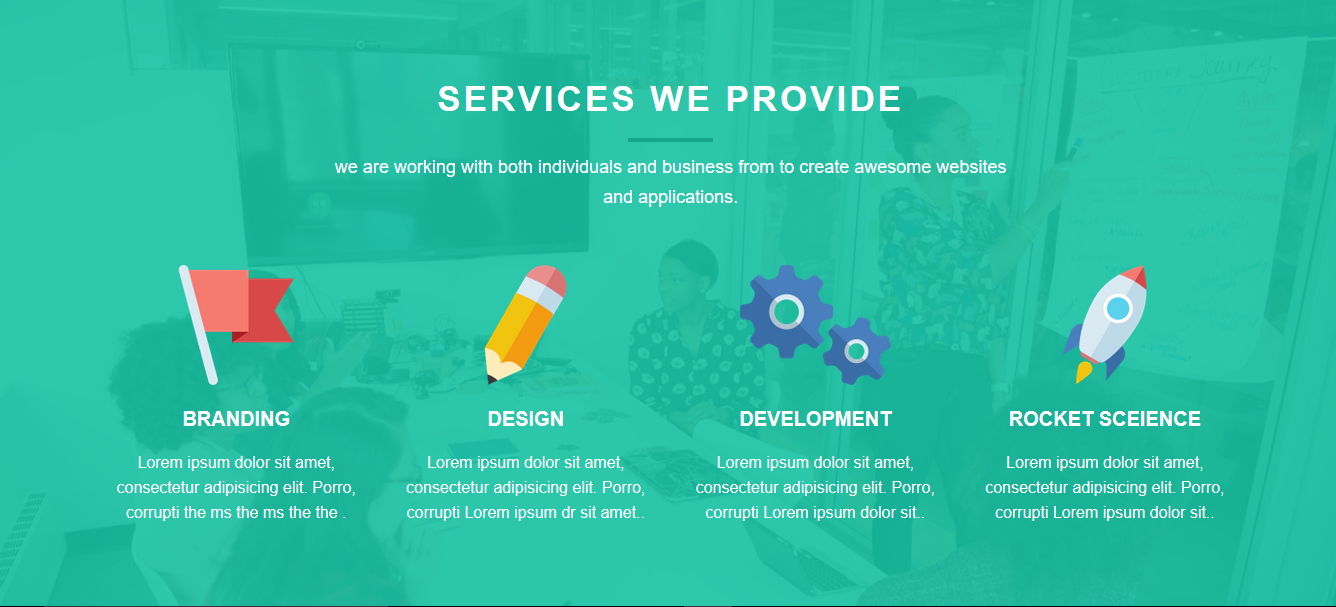 SERVICES WE PROVIDE
we are working with both individuals and business from to create awesome websites
and applications.
BRANDING
Lorem ipsum dolor sit amet,
consectetur adipisicing elit. Porro,
corrupti the ms the ms the the .
DESIGN
Lorem ipsum dolor sit amet,
consectetur adipisicing elit. Porro,
corrupti Lorem ipsum dr sit amet..
DEVELOPMENT
Lorem ipsum dolor sit amet,
consectetur adipisicing elit. Porro,
corrupti Lorem ipsum dolor sit..
ROCKET SCEIENCE
Lorem ipsum dolor sit amet,
consectetur adipisicing elit. Porro,
corrupti Lorem ipsum dolor sit..